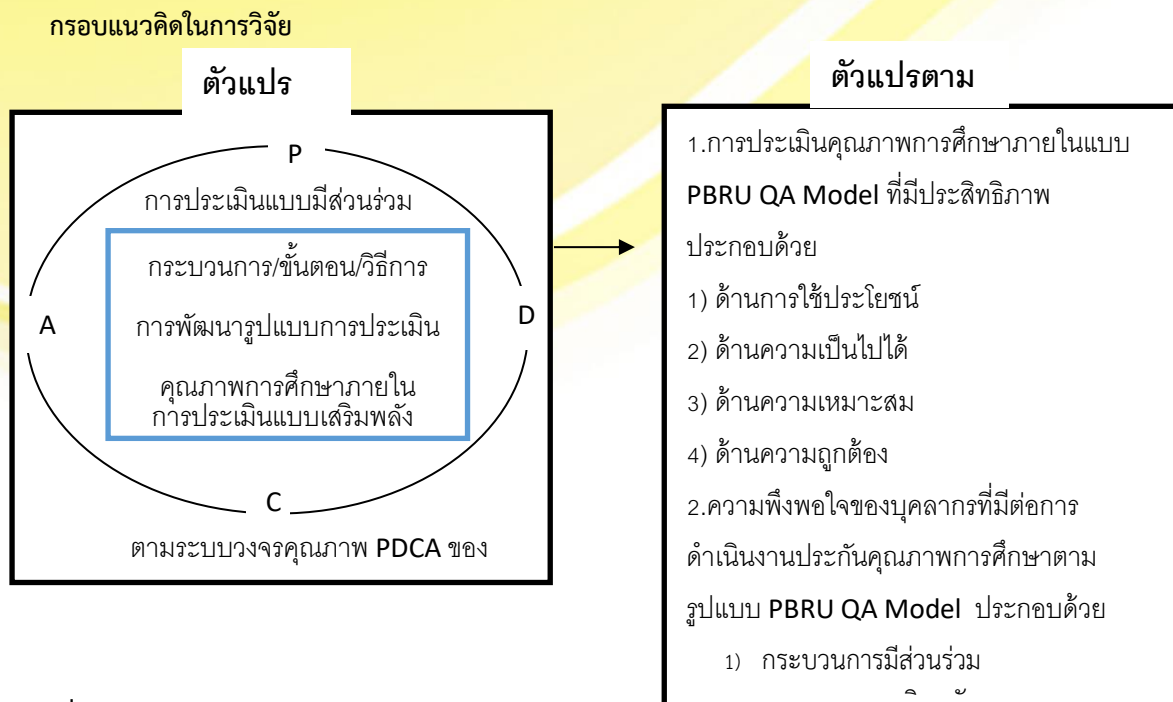 กรอบแนวคิดในการวิจัย
ตัวแปร
P
การประเมินแบบมีส่วนร่วม
กระบวนการ/ขั้นตอน/วิธีการ
A
การพัฒนารูปแบบการประเมิน
D
คุณภาพการศึกษาภายใน
การประเมินแบบเสริมพลัง
C
ตามระบบวงจรคุณภาพ PDCA ของ
ตัวแปรตาม
1.การประเมินคุณภาพการศึกษาภายในแบบ
PBRU QA Model ที่มีประสิทธิภาพ
ประกอบด้วย
1) ด้านการใช้ประโยชน์
2) ด้านความเป็นไปได้
3) ด้านความเหมาะสม
4) ด้านความถูกต้อง
2.ความพึงพอใจของบุคลากรที่มีต่อการ
ดำเนินงานประกันคุณภาพการศึกษาตาม
รูปแบบ PBRU QA Model ประกอบด้วย
1) กระบวนการมีส่วนร่วม